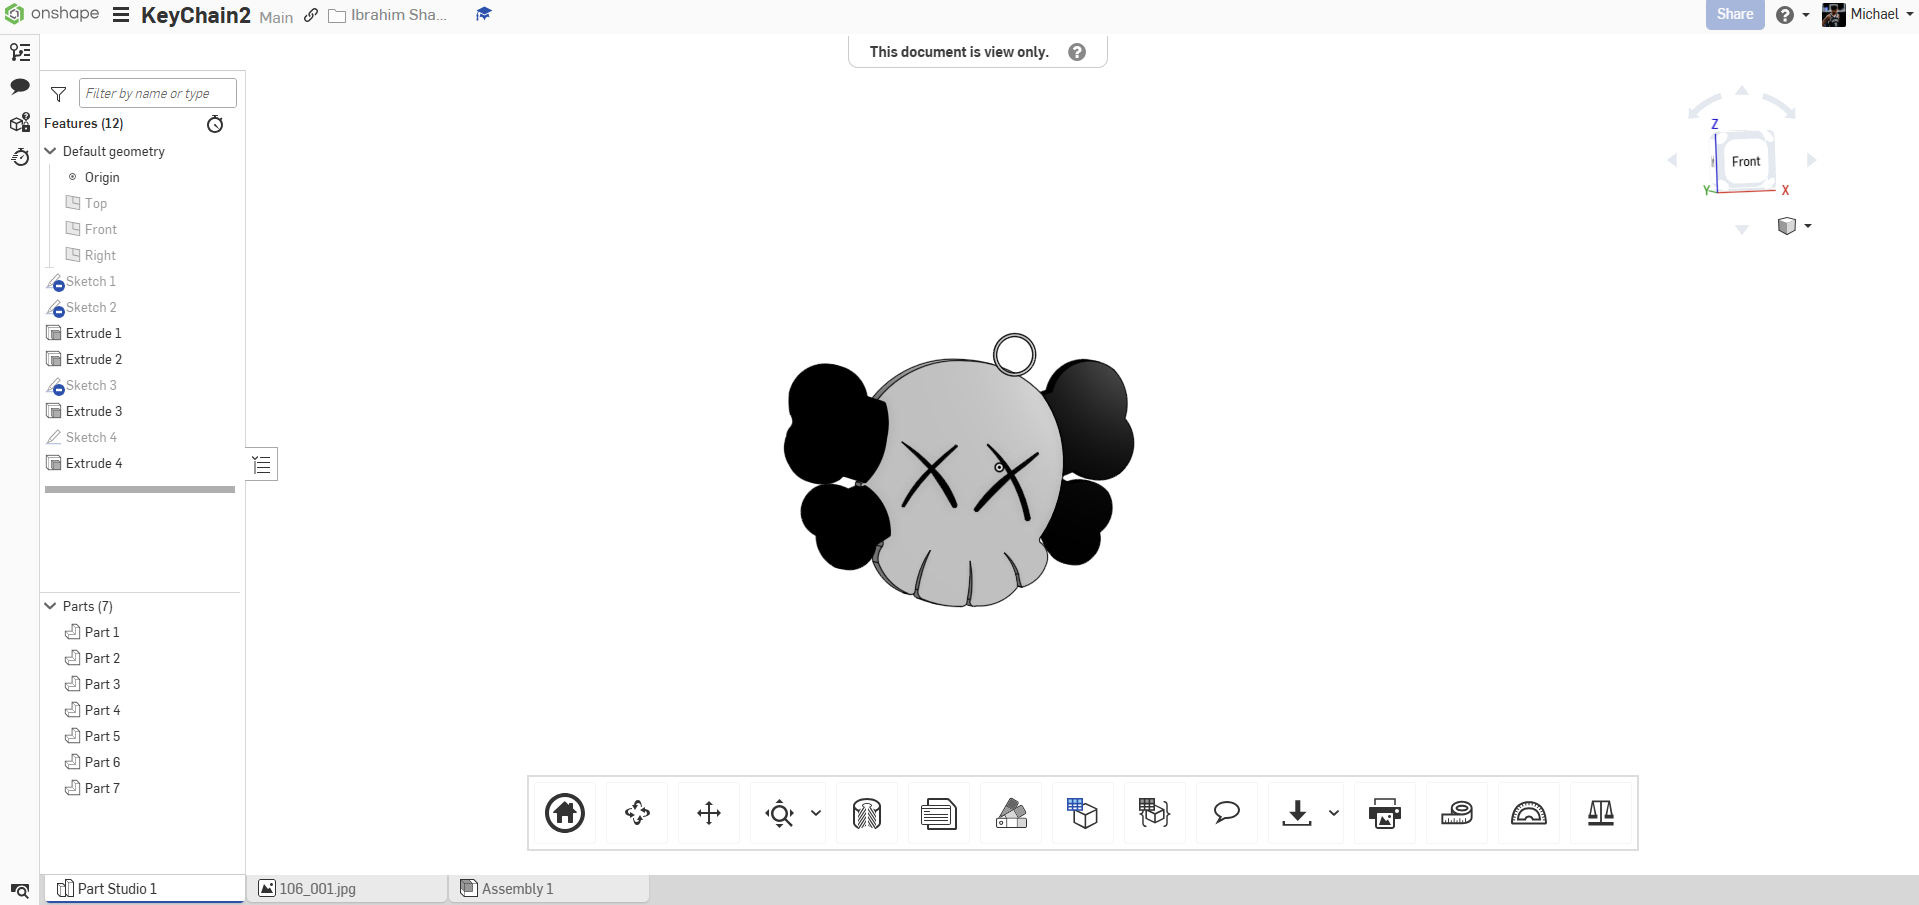 onshape KeyChain2 Main Ibrahim Sha... Share Michael
This document is view only.
Filter by name or type
Features (12)
Default geometry
Origin
Top
Front
Right
Sketch 1
Sketch 2
Extrude 1
Extrude 2
Sketch 3
Extrude 3
Sketch 4
Extrude 4
Parts (7)
Part 1
Part 2
Part 3
Part 4
Part 5
Part 6
Part 7
Z
Front
Y X
Part Studio 1 106_001.jpg Assembly 1